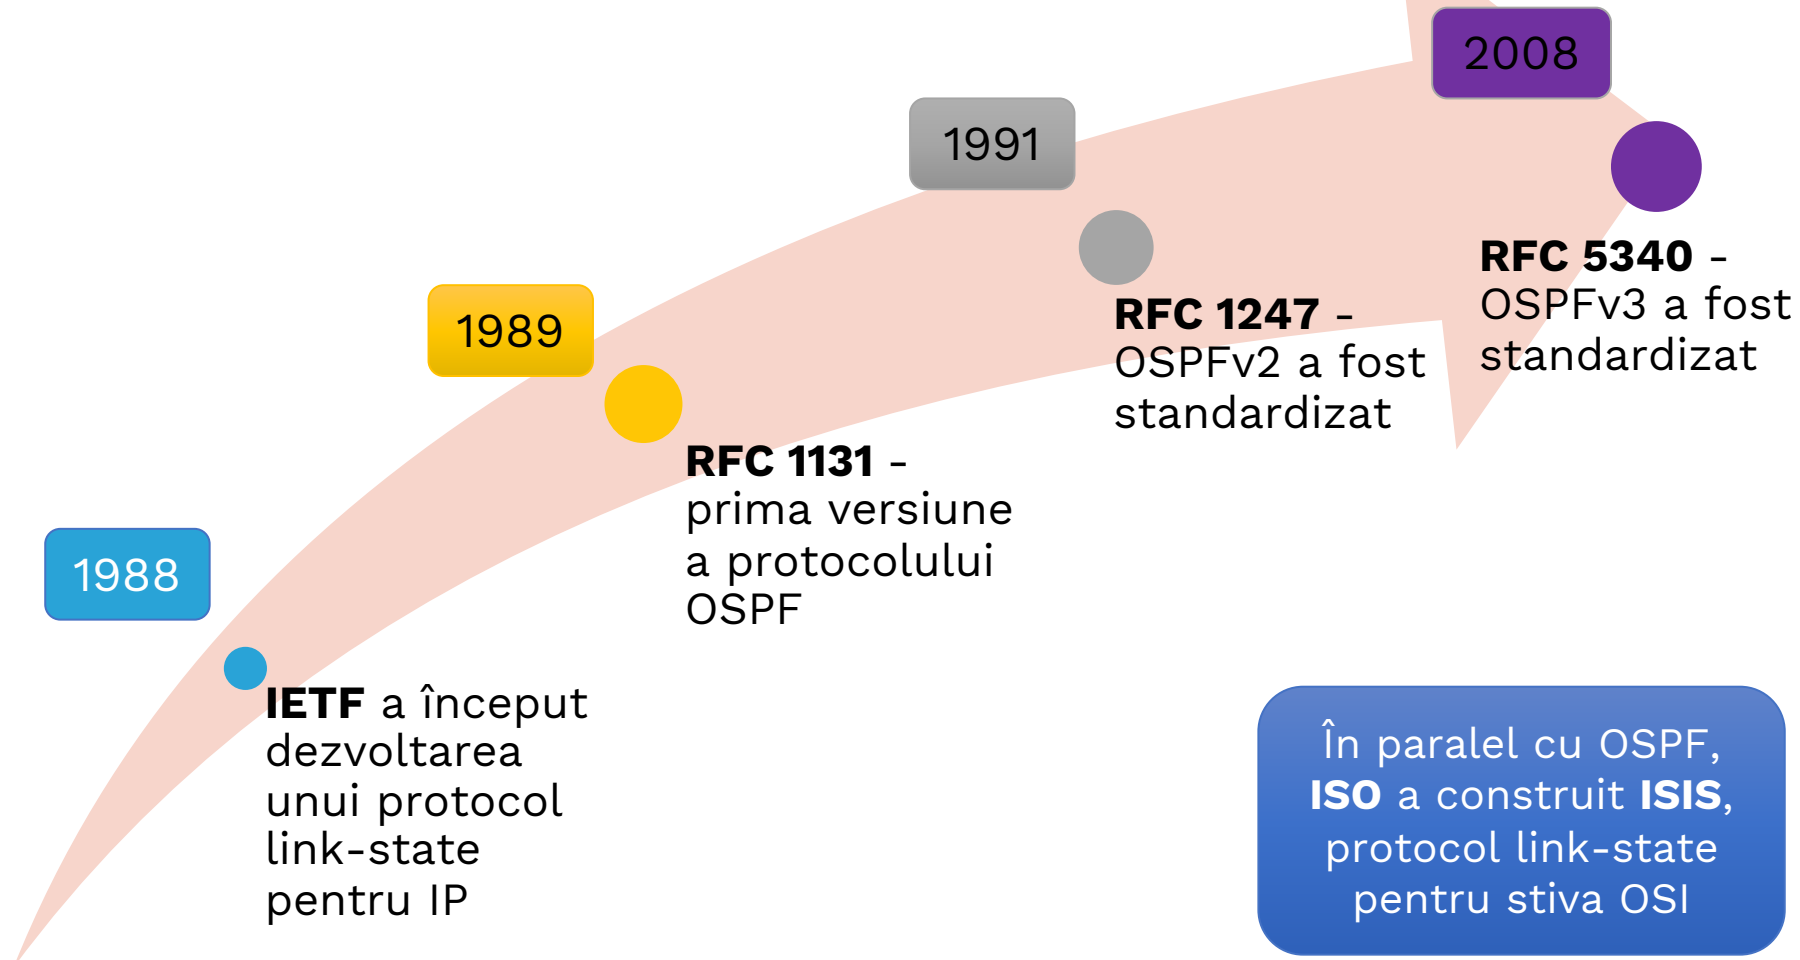 1988
IETF a început
dezvoltarea
unui protocol
link-state
pentru IP
1989
RFC 1131 -
prima versiune
a protocolului
OSPF
1991
RFC 1247 -
OSPFv2 a fost
standardizat
2008
RFC 5340 -
OSPFv3 a fost
standardizat
În paralel cu OSPF,
ISO a construit ISIS,
protocol link-state
pentru stiva OSI